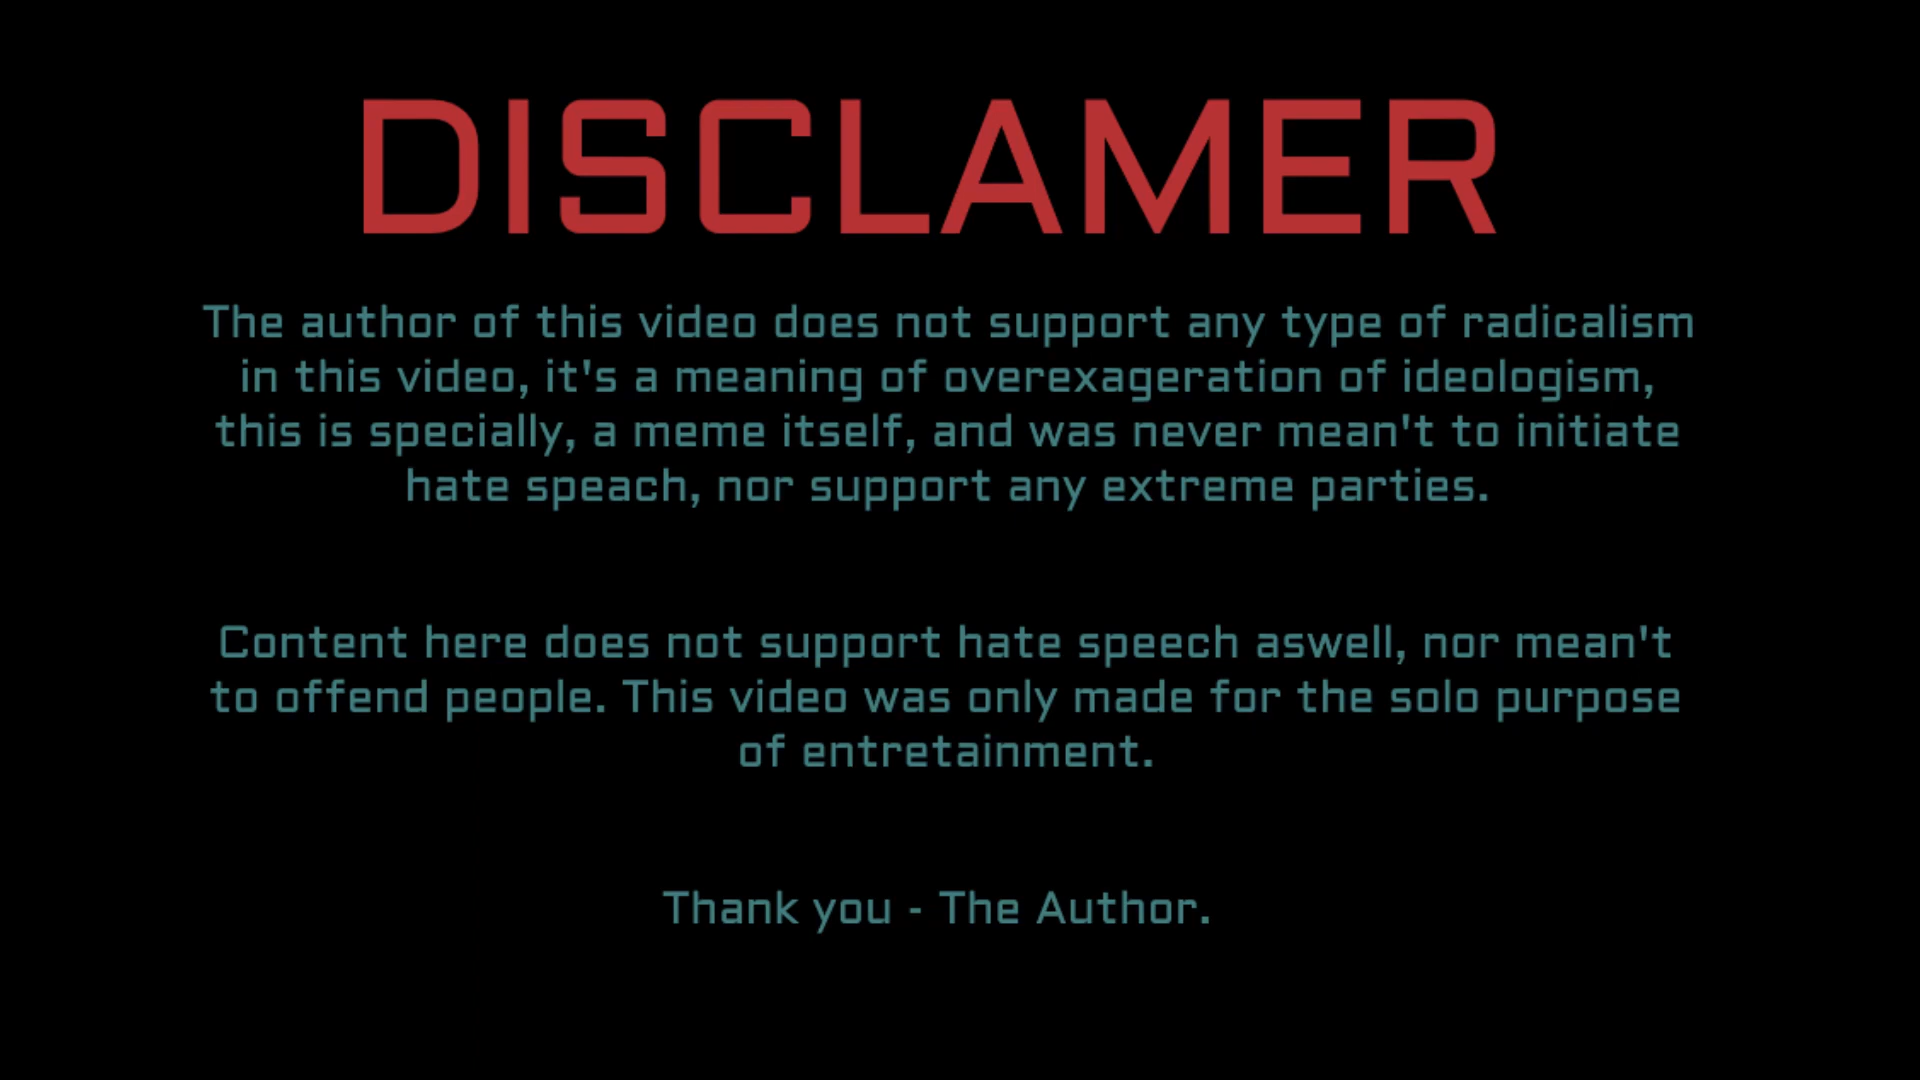 DISCLAMER
The author of this video does not support any type of radicalism
in this video, it's a meaning of overexageration of ideologism,
this is specially, a meme itself, and was never mean't to initiate
hate speach, nor support any extreme parties.
Content here does not support hate speech aswell, nor mean't
to offend people. This video was only made for the solo purpose
of entretainment.
Thank you - The Author.